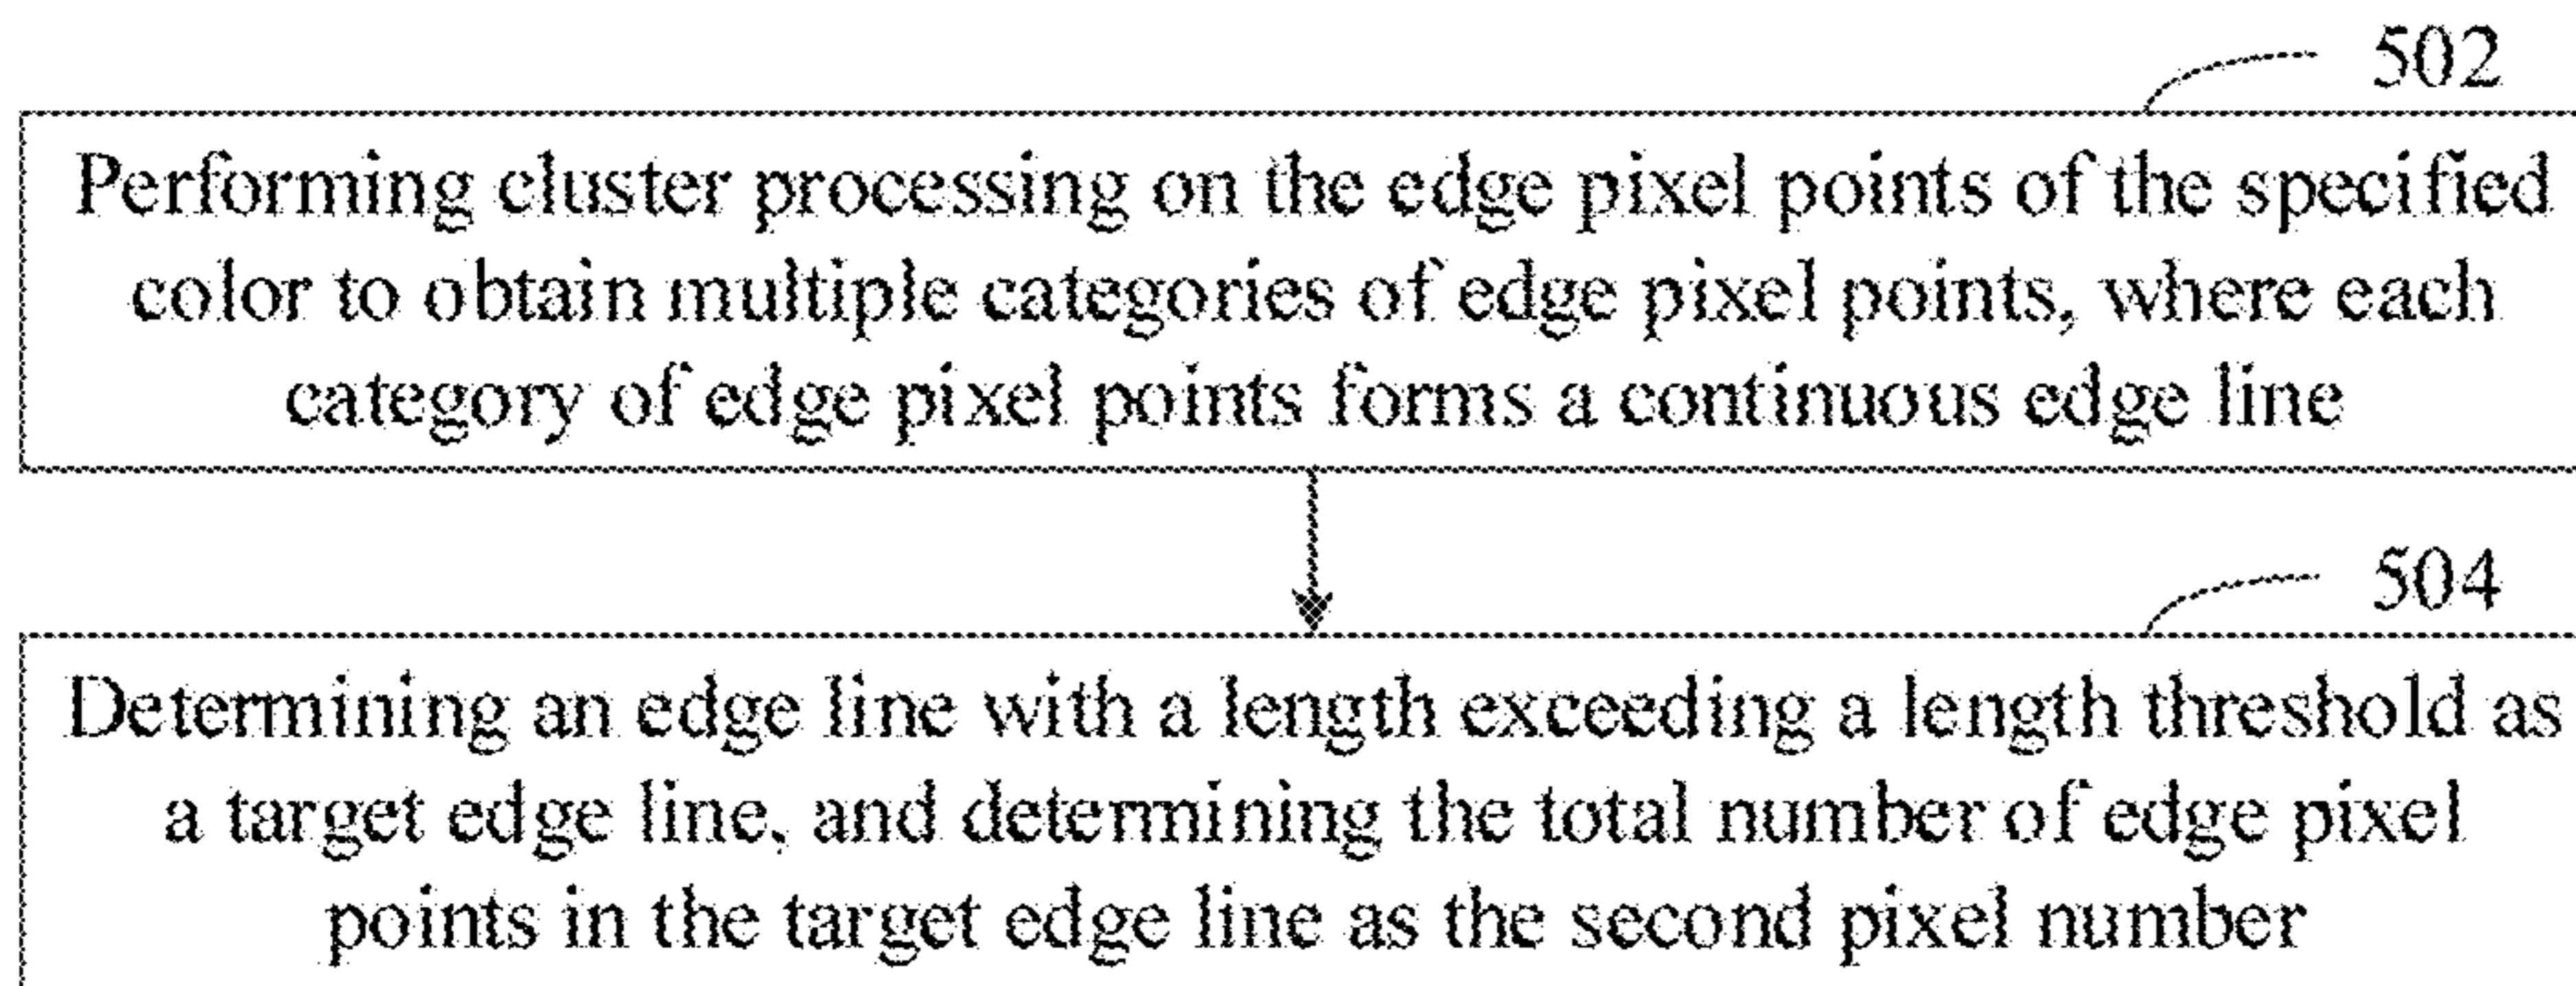 502
Performing cluster processing on the edge pixel points of the specified
color to obtain multiple categories of edge pixel points, where each
category of edge pixel points forms a continuous edge line
504
Determining an edge line with a length exceeding a length threshold as
a target edge line, and determining the total number of edge pixel
points in the target edge line as the second pixel number